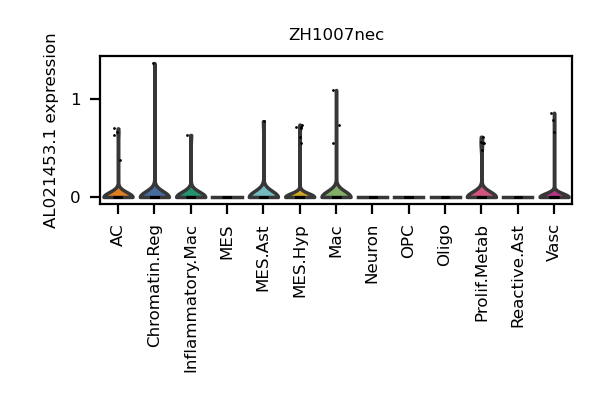 ZH1007nec
AL021453.1 expression
1
0
AC
Chromatin.Reg
Inflammatory.Mac
MES
MES.Ast
MES.Hyp
Mac
Neuron
OPC
Oligo
Prolif.Metab
Reactive.Ast
Vasc